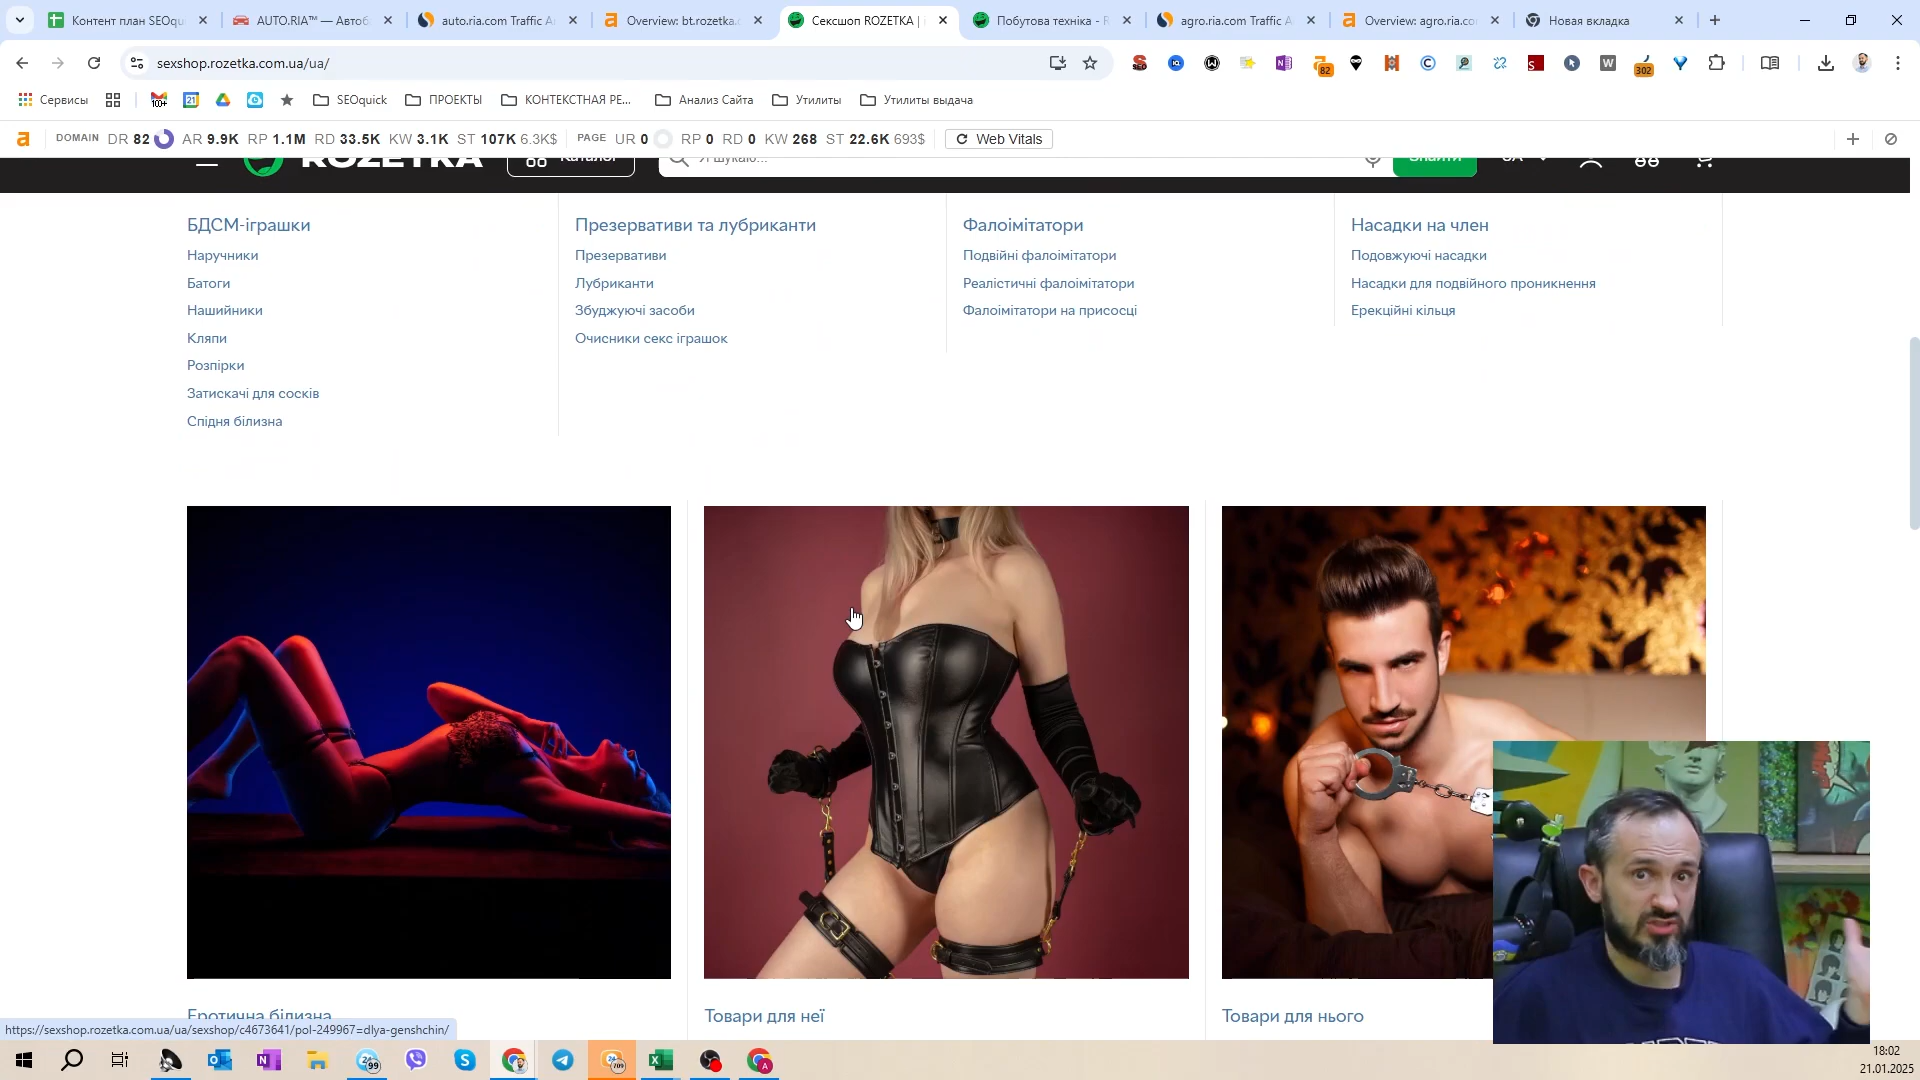 Контент план SEOqu
AUTO.RIA™ — Автоб
auto.ria.com Traffic A
Overview: bt.rozetka.
Сексшоп ROZETKA |
Побутова техніка - R
agro.ria.com Traffic A
Overview: agro.ria.co
Новая вкладка
sexshop.rozetka.com.ua/ua/
82
302
Сервисы
SEOquick
ПРОЕКТЫ
КОНТЕКСТНАЯ РЕ...
Анализ Сайта
Утилиты
Утилиты выдача
DOMAIN DR 82 AR 9.9K RP 1.1M RD 33.5K KW 3.1K ST 107K 6.3K$ PAGE UR 0 RP 0 RD 0 KW 268 ST 22.6K 693$ Web Vitals
ROZETKA
Каталог
Я шукаю...
Знайти
UA
БДСМ-іграшки
Наручники
Батоги
Нашийники
Кляпи
Розпірки
Затискачі для сосків
Спідня білизна
Презервативи та лубриканти
Презервативи
Лубриканти
Збуджуючі засоби
Очисники секс іграшок
Фалоімітатори
Подвійні фалоімітатори
Реалістичні фалоімітатори
Фалоімітатори на присосці
Насадки на член
Подовжуючі насадки
Насадки для подвійного проникнення
Ерекційні кільця
Еротична білизна
Товари для неї
Товари для нього
https://sexshop.rozetka.com.ua/ua/sexshop/c4673641/pol-249967=dlya-genshchin/
18:02
21.01.2025